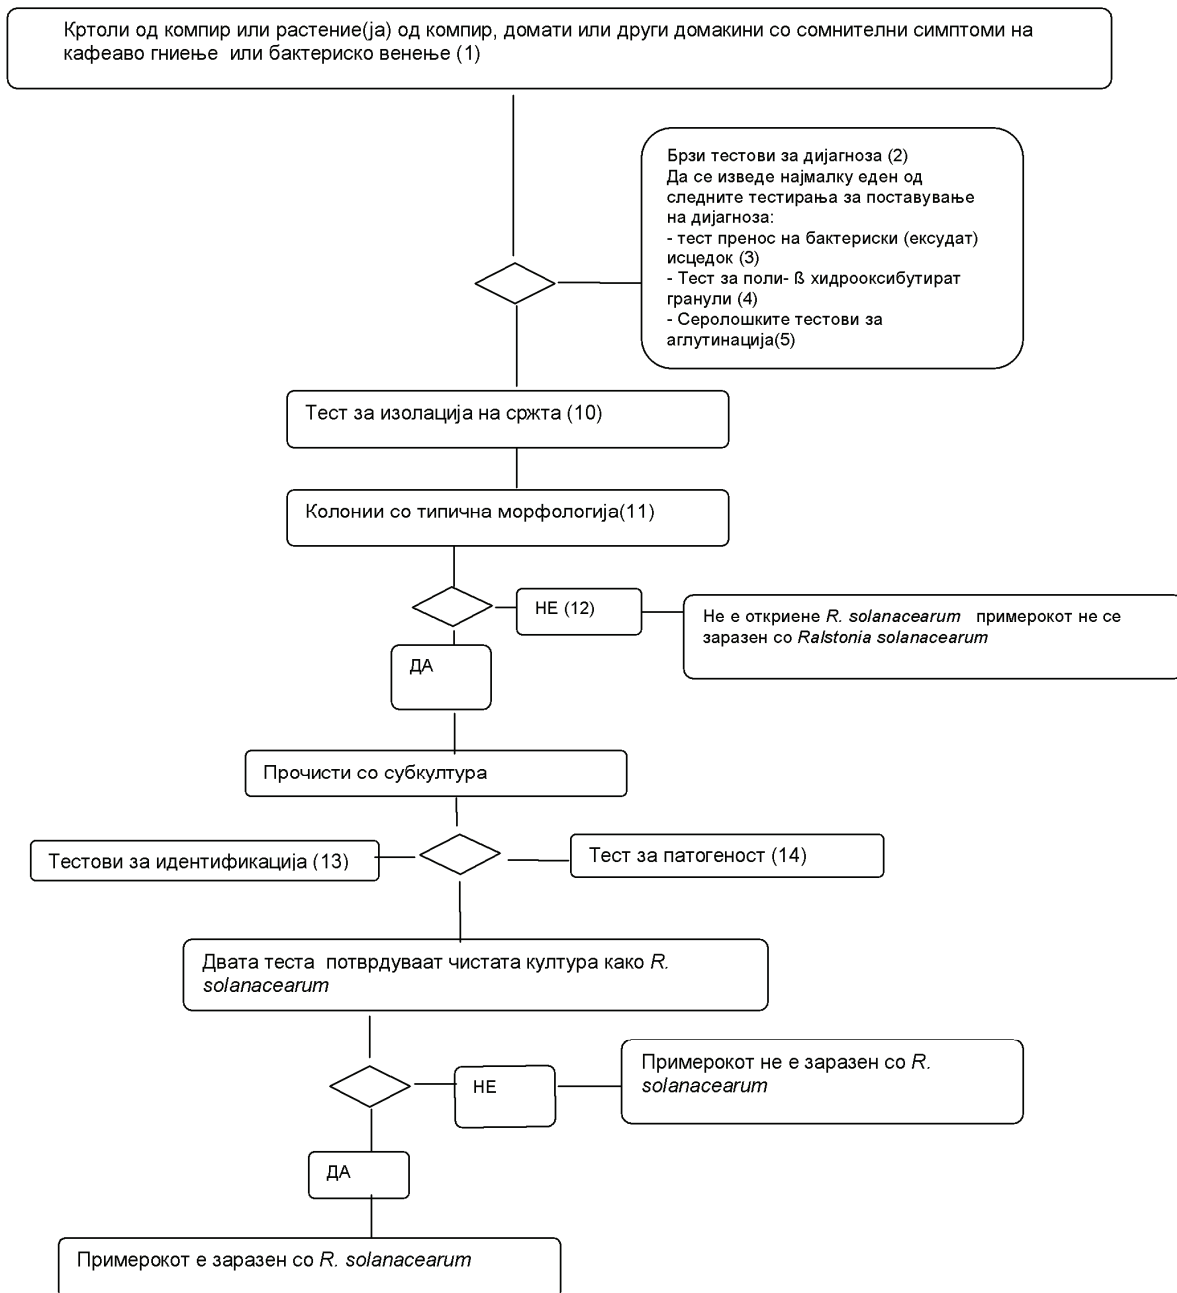 Кртоли од компир или растение(ја) од компир, домати или други домакини со сомнителни симптоми на
кафеаво гниење или бактериско венење (1)
Брзи тестови за дијагноза (2)
Да се изведе најмалку еден од
следните тестирања за поставување
на дијагноза:
- тест пренос на бактериски (ексудат)
исцедок (3)
- Тест за поли- ß хидрооксибутират
гранули (4)
- Серолошките тестови за
аглутинација(5)
Тест за изолација на сржта (10)
Колонии со типична морфологија(11)
НЕ (12)
Не е откриене R. solanacearum примерокот не се
заразен со Ralstonia solanacearum
ДА
Прочисти со субкултура
Тестови за идентификација (13)
Тест за патогеност (14)
Двата теста потврдуваат чистата култура како R.
solanacearum
НЕ
Примерокот не е заразен со R.
solanacearum
ДА
Примерокот е заразен со R. solanacearum